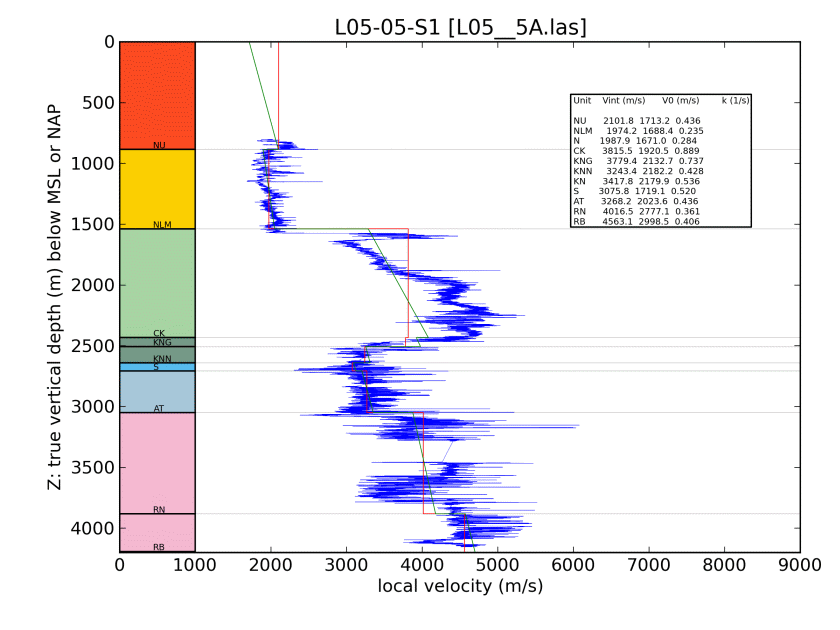 L05-05-S1 [L05__5A.las]
0
500
1000
1500
2000
2500
3000
3500
4000
Z: true vertical depth (m) below MSL or NAP
NU
NLM
CK
KNG
KNN
S
AT
RN
RB
Unit Vint (m/s) V0 (m/s) k (1/s)
NU 2101.8 1713.2 0.436
NLM 1974.2 1688.4 0.235
N 1987.9 1671.0 0.284
CK 3815.5 1920.5 0.889
KNG 3779.4 2132.7 0.737
KNN 3243.4 2182.2 0.428
KN 3417.8 2179.9 0.536
S 3075.8 1719.1 0.520
AT 3268.2 2023.6 0.436
RN 4016.5 2777.1 0.361
RB 4563.1 2998.5 0.406
0 1000 2000 3000 4000 5000 6000 7000 8000 9000
local velocity (m/s)